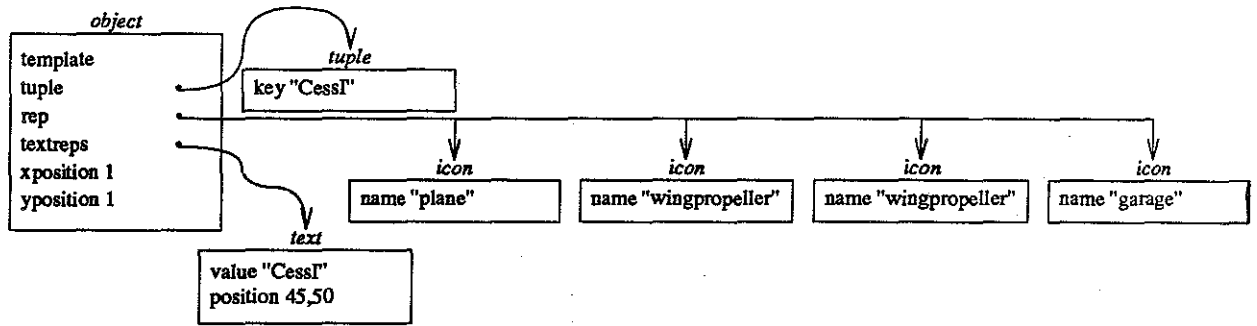 object
template
tuple
rep
textreps
xposition 1
yposition 1
tuple
key "CessI"
icon
name "plane"
icon
name "wingpropeller"
icon
name "wingpropeller"
icon
name "garage"
text
value "CessI"
position 45,50